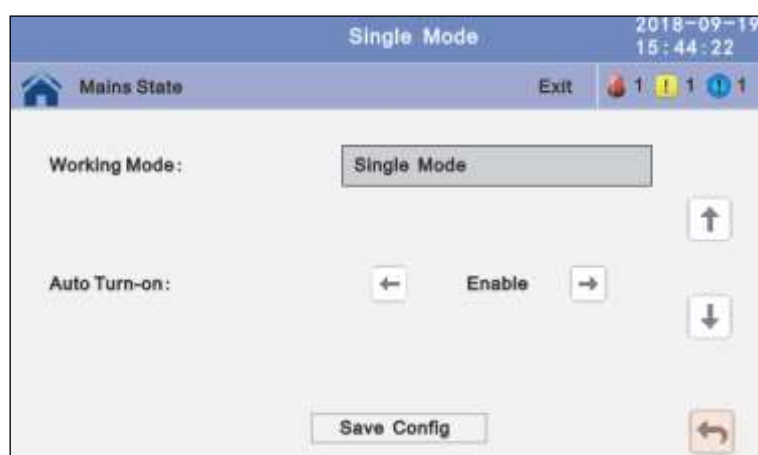 Single Mode
2018-09-19
15:44:22
Mains State Exit 1 ! 1 ! 1
Working Mode: Single Mode
Auto Turn-on: Enable
Save Config